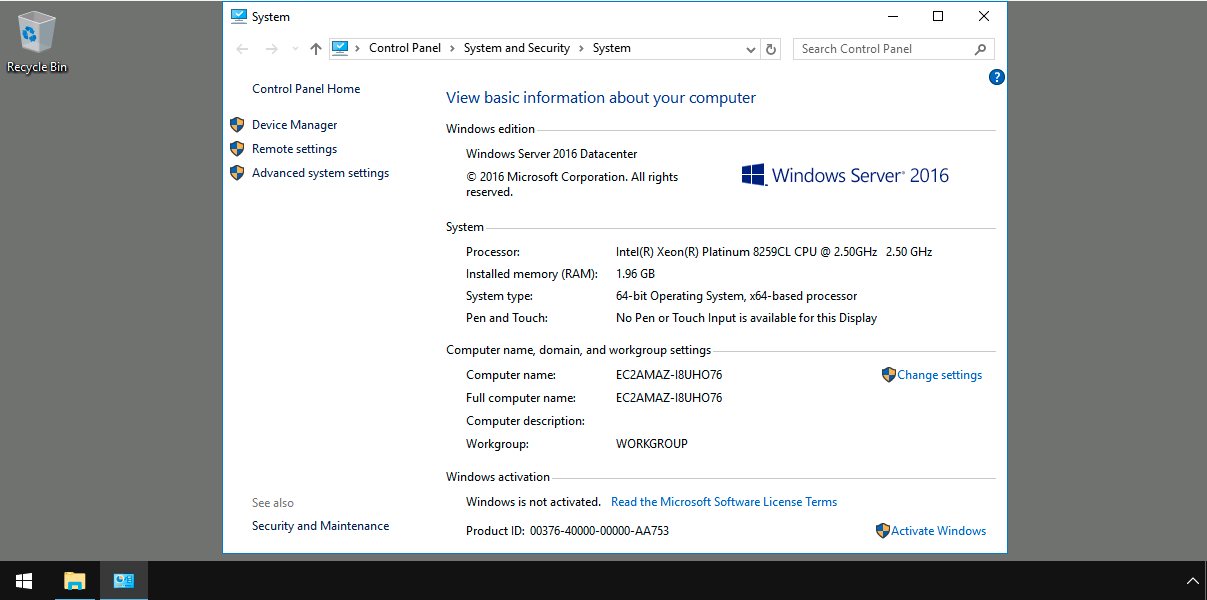 Recycle Bin
System
Control Panel > System and Security > System
Search Control Panel
?
Control Panel Home
Device Manager
Remote settings
Advanced system settings
See also
Security and Maintenance
View basic information about your computer
Windows edition
Windows Server 2016 Datacenter
© 2016 Microsoft Corporation. All rights
reserved.
Windows Server® 2016
System
Processor: Intel(R) Xeon(R) Platinum 8259CL CPU @ 2.50GHz 2.50 GHz
Installed memory (RAM): 1.96 GB
System type: 64-bit Operating System, x64-based processor
Pen and Touch: No Pen or Touch Input is available for this Display
Computer name, domain, and workgroup settings
Computer name: EC2AMAZ-I8UHO76
Change settings
Full computer name: EC2AMAZ-I8UHO76
Computer description:
Workgroup: WORKGROUP
Windows activation
Windows is not activated. Read the Microsoft Software License Terms
Product ID: 00376-40000-00000-AA753
Activate Windows